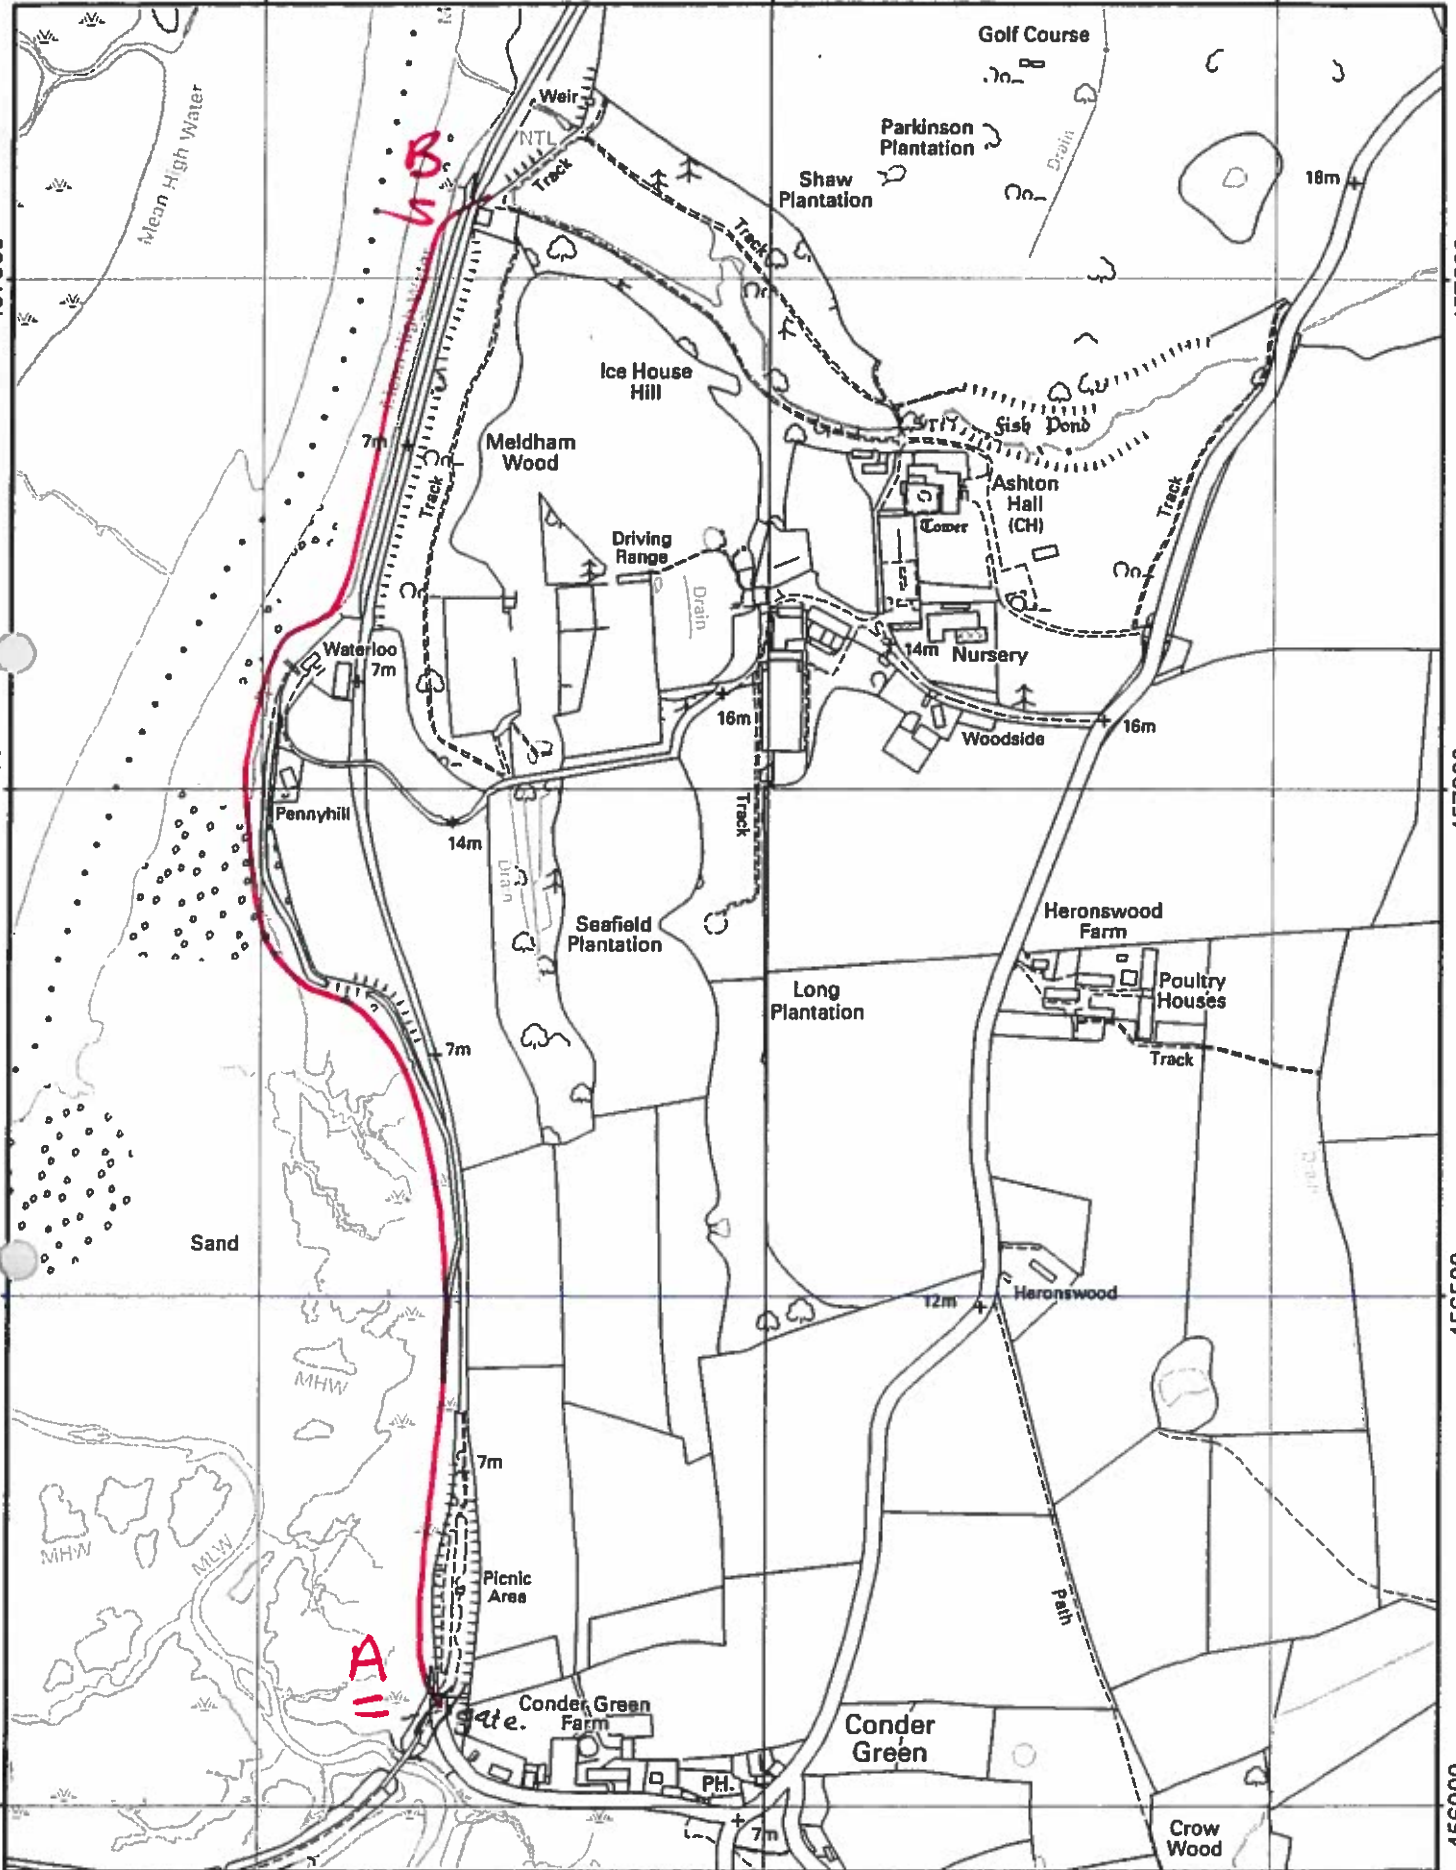 Golf Course
Weir
Mean High Water
NTL
B
Parkinson
Plantation
Drain
Track
Shaw
Plantation
18m
Track
Ice House
Hill
7m
Meldham
Wood
Fish Pond
Ashton
Hall
(CH)
Track
Tower
Track
Driving
Range
Drain
Waterloo
7m
14m
Nursery
16m
Woodside
16m
Pennyhill
14m
Track
Drain
Seafield
Plantation
Heronswood
Farm
Long
Plantation
Poultry
Houses
7m
Track
Sand
12m
Heronswood
MHW
7m
MHW
MLW
Picnic
Area
Path
A
gate.
Conder Green
Farm
Conder
Green
PH.
7m
Crow
Wood